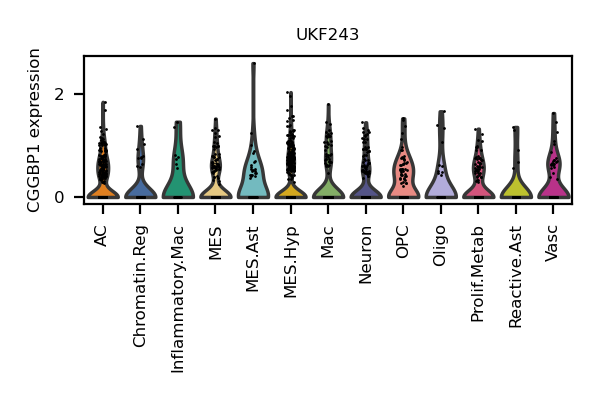 UKF243
CGGBP1 expression
2
0
AC
Chromatin.Reg
Inflammatory.Mac
MES
MES.Ast
MES.Hyp
Mac
Neuron
OPC
Oligo
Prolif.Metab
Reactive.Ast
Vasc